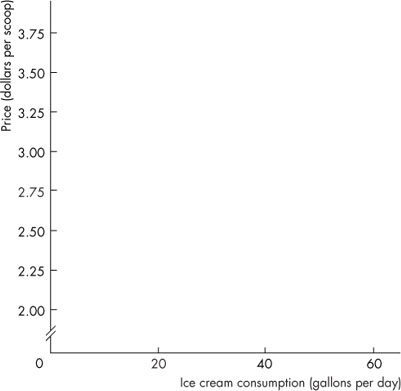 Price (dollars per scoop)
3.75
3.50
3.25
3.00
2.75
2.50
2.25
2.00
0 20 40 60
Ice cream consumption (gallons per day)